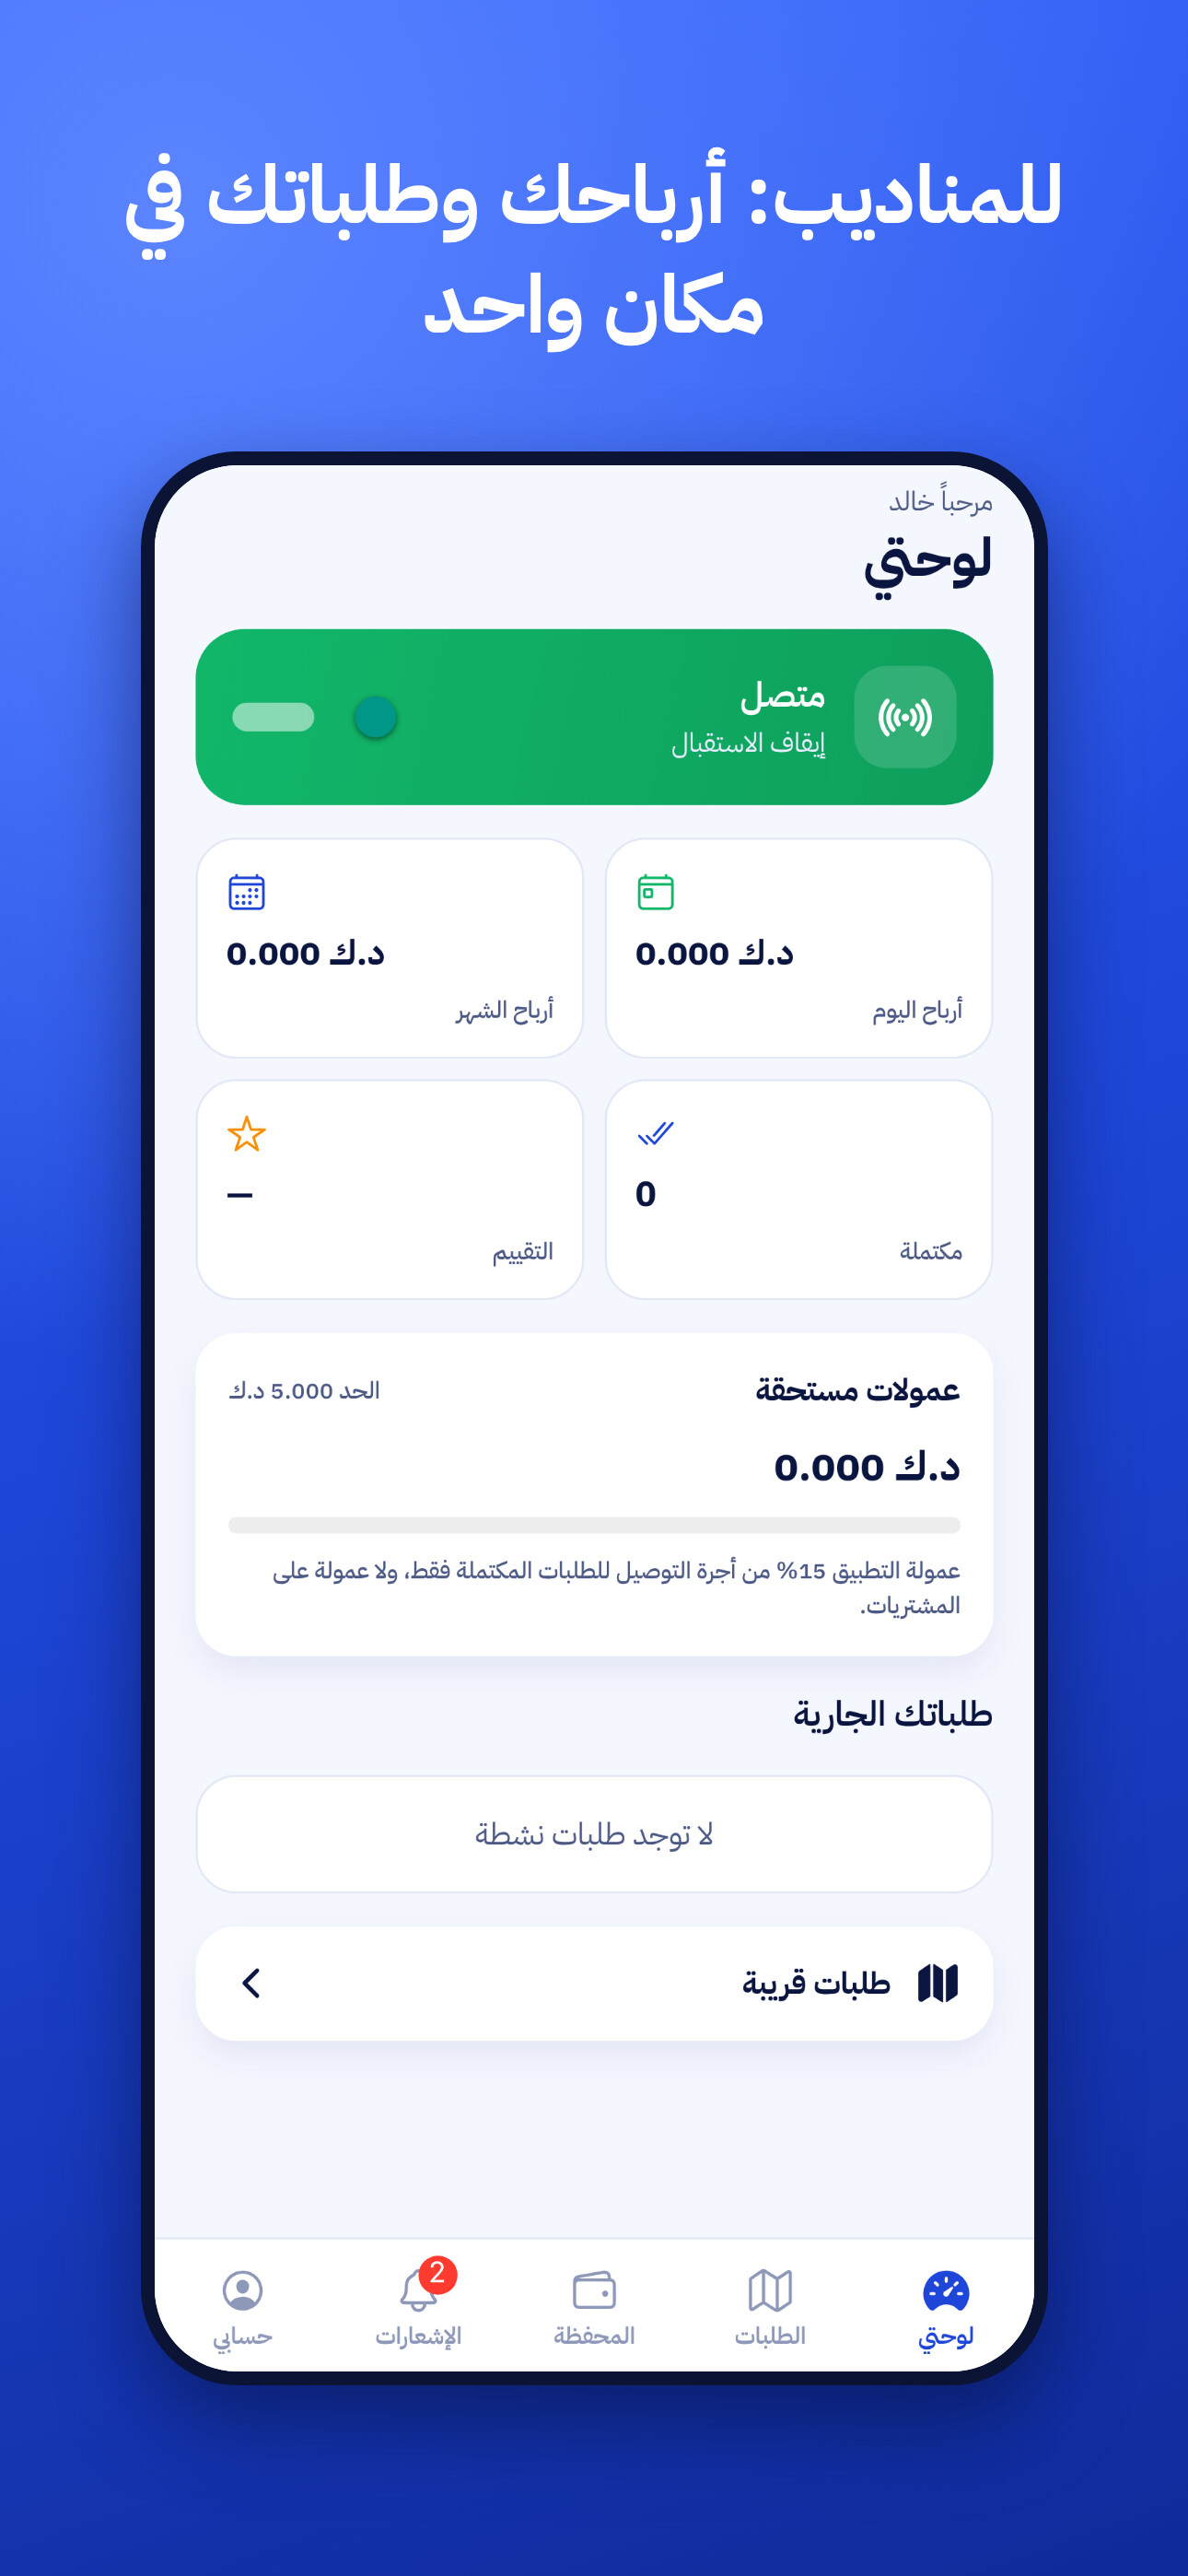 للمناديب: أرباحك وطلباتك في
مكان واحد
مرحباً خالد
لوحتي
متصل
إيقاف الاستقبال
د.ك 0.000
أرباح اليوم
د.ك 0.000
أرباح الشهر
0
مكتملة
—
التقييم
عمولات مستحقة
الحد 5.000 د.ك
د.ك 0.000
عمولة التطبيق 15% من أجرة التوصيل للطلبات المكتملة فقط، ولا عمولة على
المشتريات.
طلباتك الجارية
لا توجد طلبات نشطة
طلبات قريبة
لوحتي
الطلبات
المحفظة
2
الإشعارات
حسابي